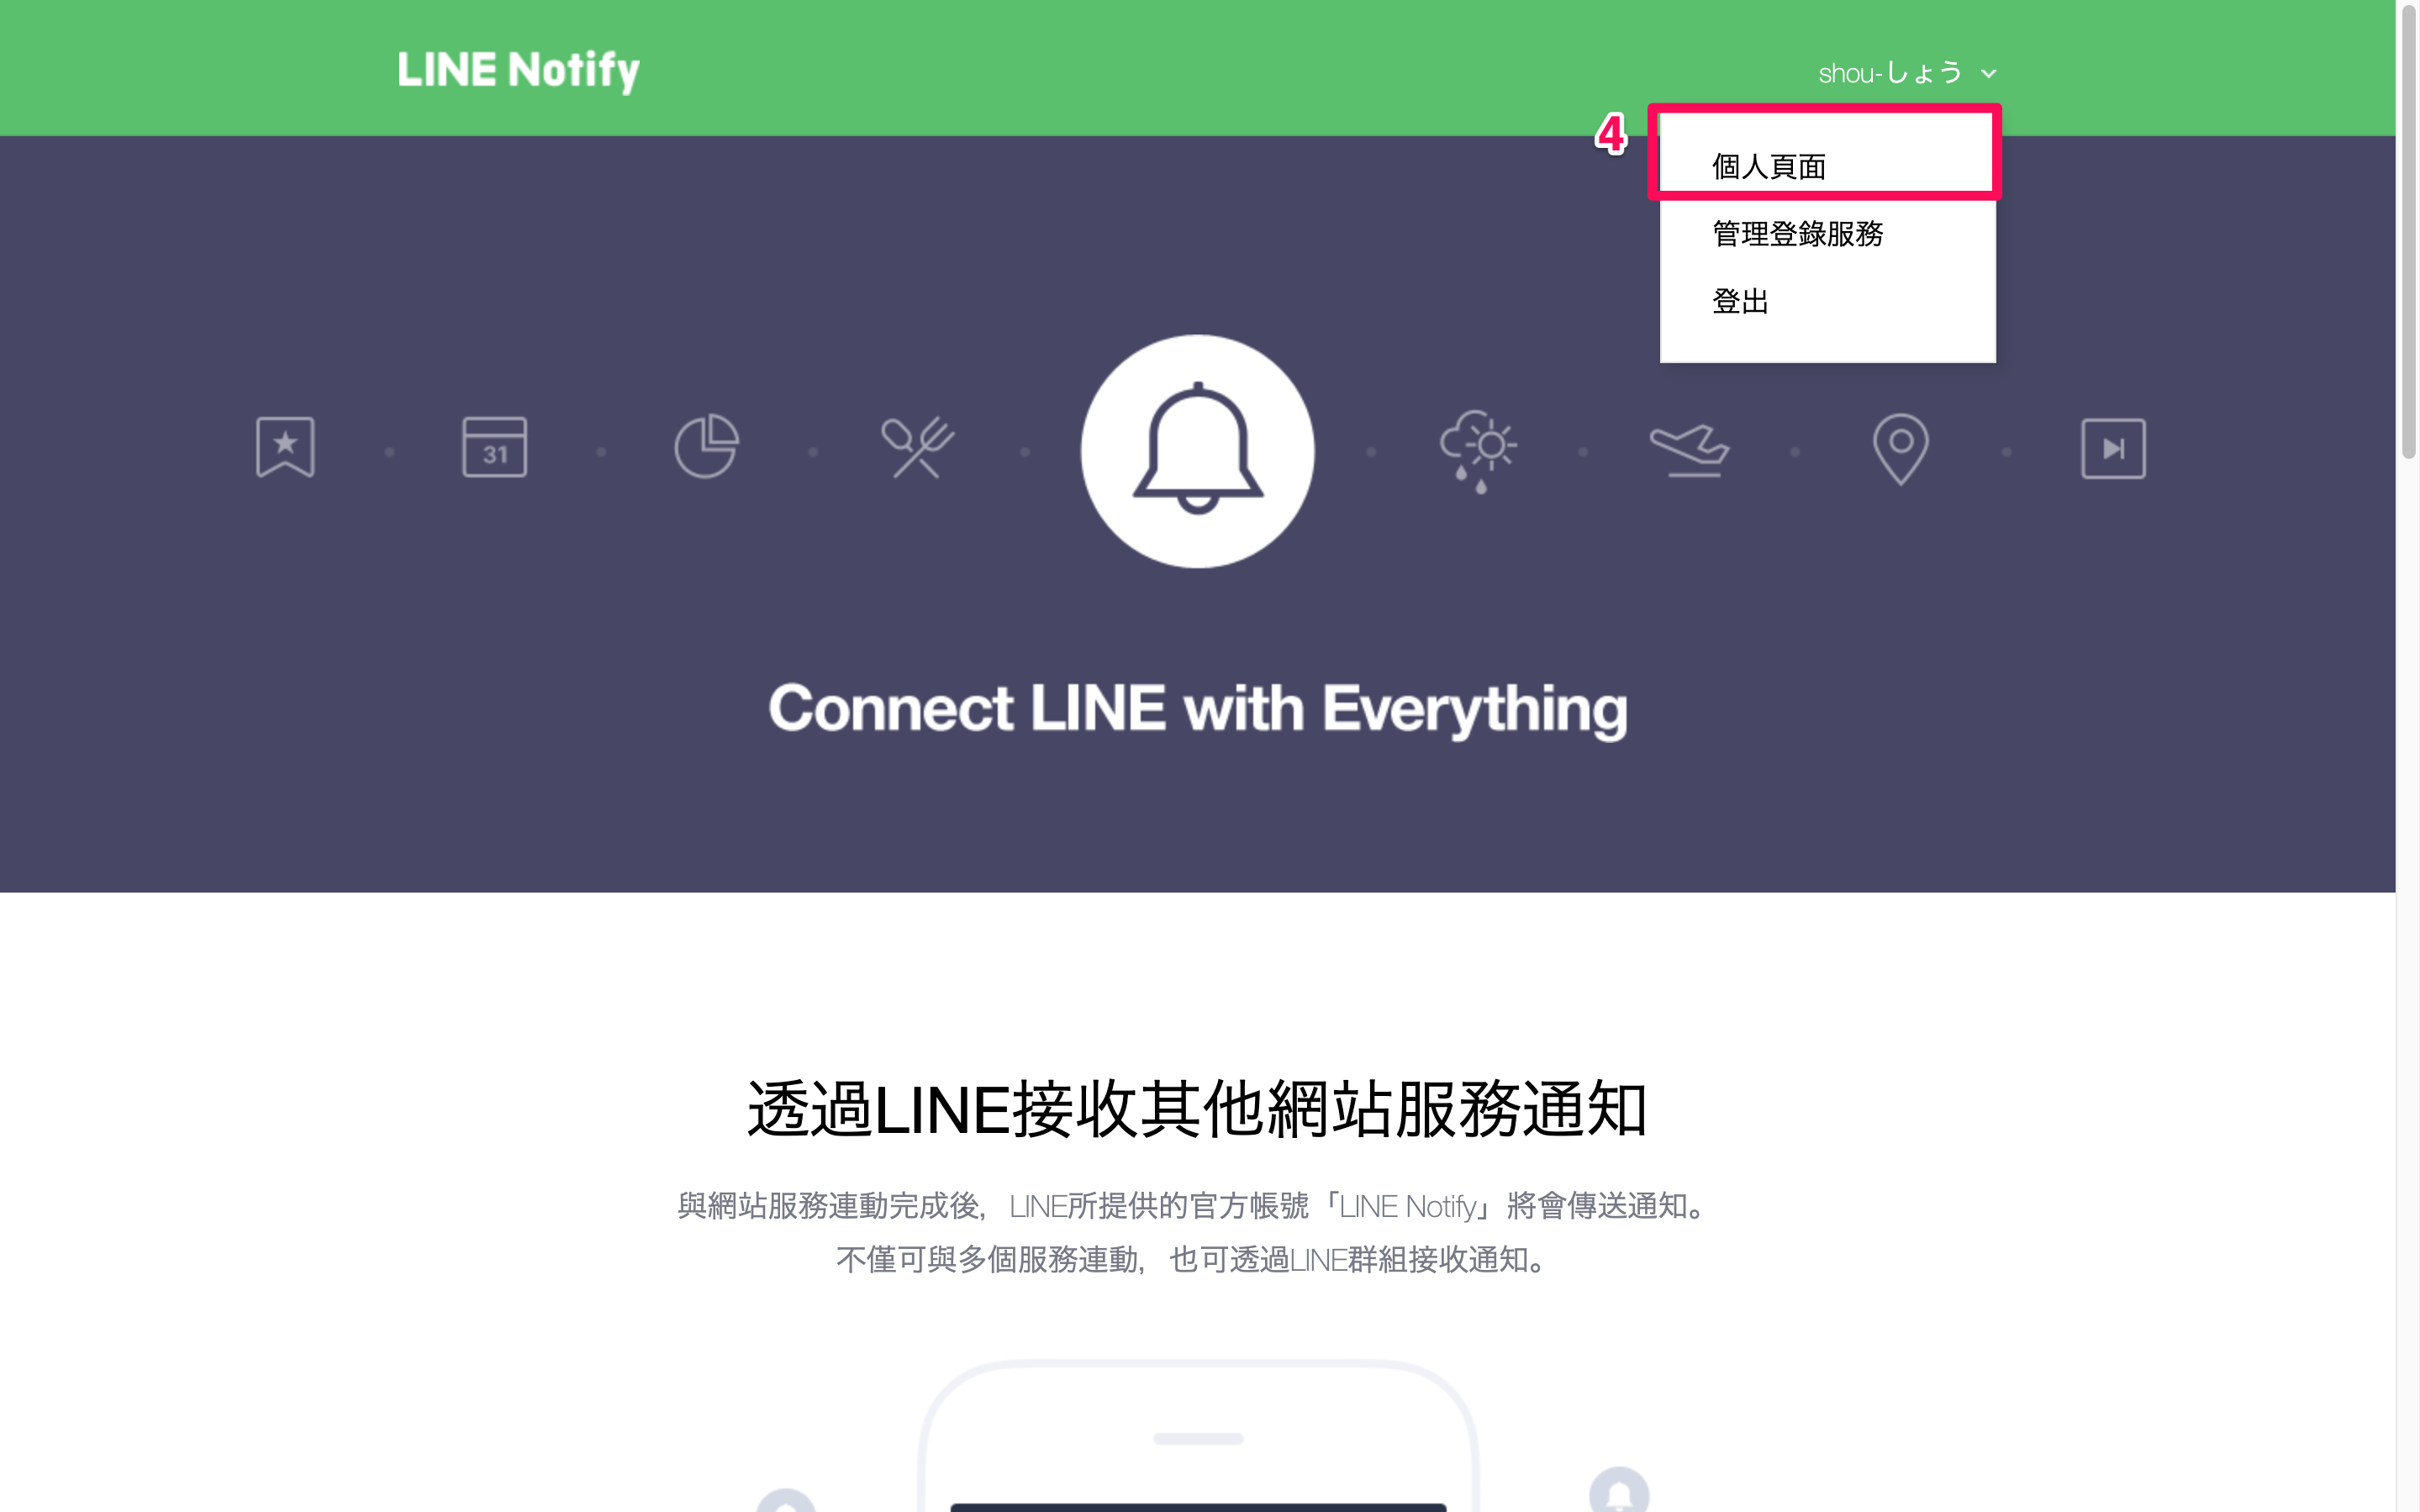 LINE Notify
shou-しょう
4
個人頁面
管理登錄服務
登出
31
Connect LINE with Everything
透過LINE接收其他網站服務通知
與網站服務連動完成後，LINE所提供的官方帳號「LINE Notify」將會傳送通知。
不僅可與多個服務連動，也可透過LINE群組接收通知。